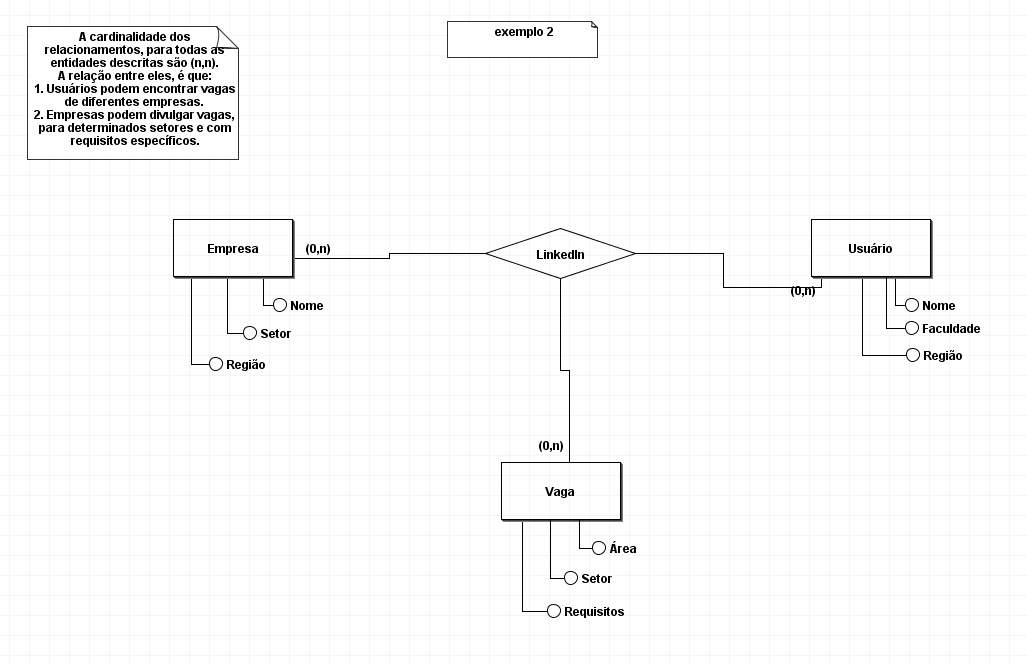 A cardinalidade dos
relacionamentos, para todas as
entidades descritas são (n,n).
A relação entre eles, é que:
1. Usuários podem encontrar vagas
de diferentes empresas.
2. Empresas podem divulgar vagas,
para determinados setores e com
requisitos específicos.
exemplo 2
Empresa
(0,n)
LinkedIn
Usuário
(0,n)
Nome
Setor
Região
Nome
Faculdade
Região
(0,n)
Vaga
Área
Setor
Requisitos